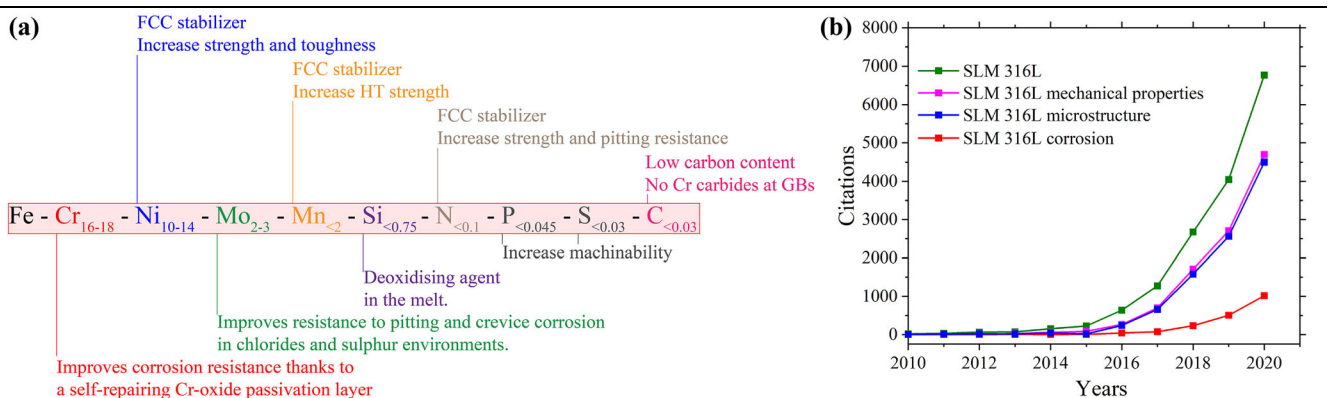 (a)
FCC stabilizer
Increase strength and toughness
FCC stabilizer
Increase HT strength
FCC stabilizer
Increase strength and pitting resistance
Low carbon content
No Cr carbides at GBs
Fe - Cr16-18 - Ni10-14 - Mo2-3 - Mn<2 - Si<0.75 - N<0.1 - P<0.045 - S<0.03 - C<0.03
Increase machinability
Deoxidising agent
in the melt.
Improves resistance to pitting and crevice corrosion
in chlorides and sulphur environments.
Improves corrosion resistance thanks to
a self-repairing Cr-oxide passivation layer
(b)
SLM 316L
SLM 316L mechanical properties
SLM 316L microstructure
SLM 316L corrosion
Citations
8000
7000
6000
5000
4000
3000
2000
1000
0
2010 2012 2014 2016 2018 2020
Years